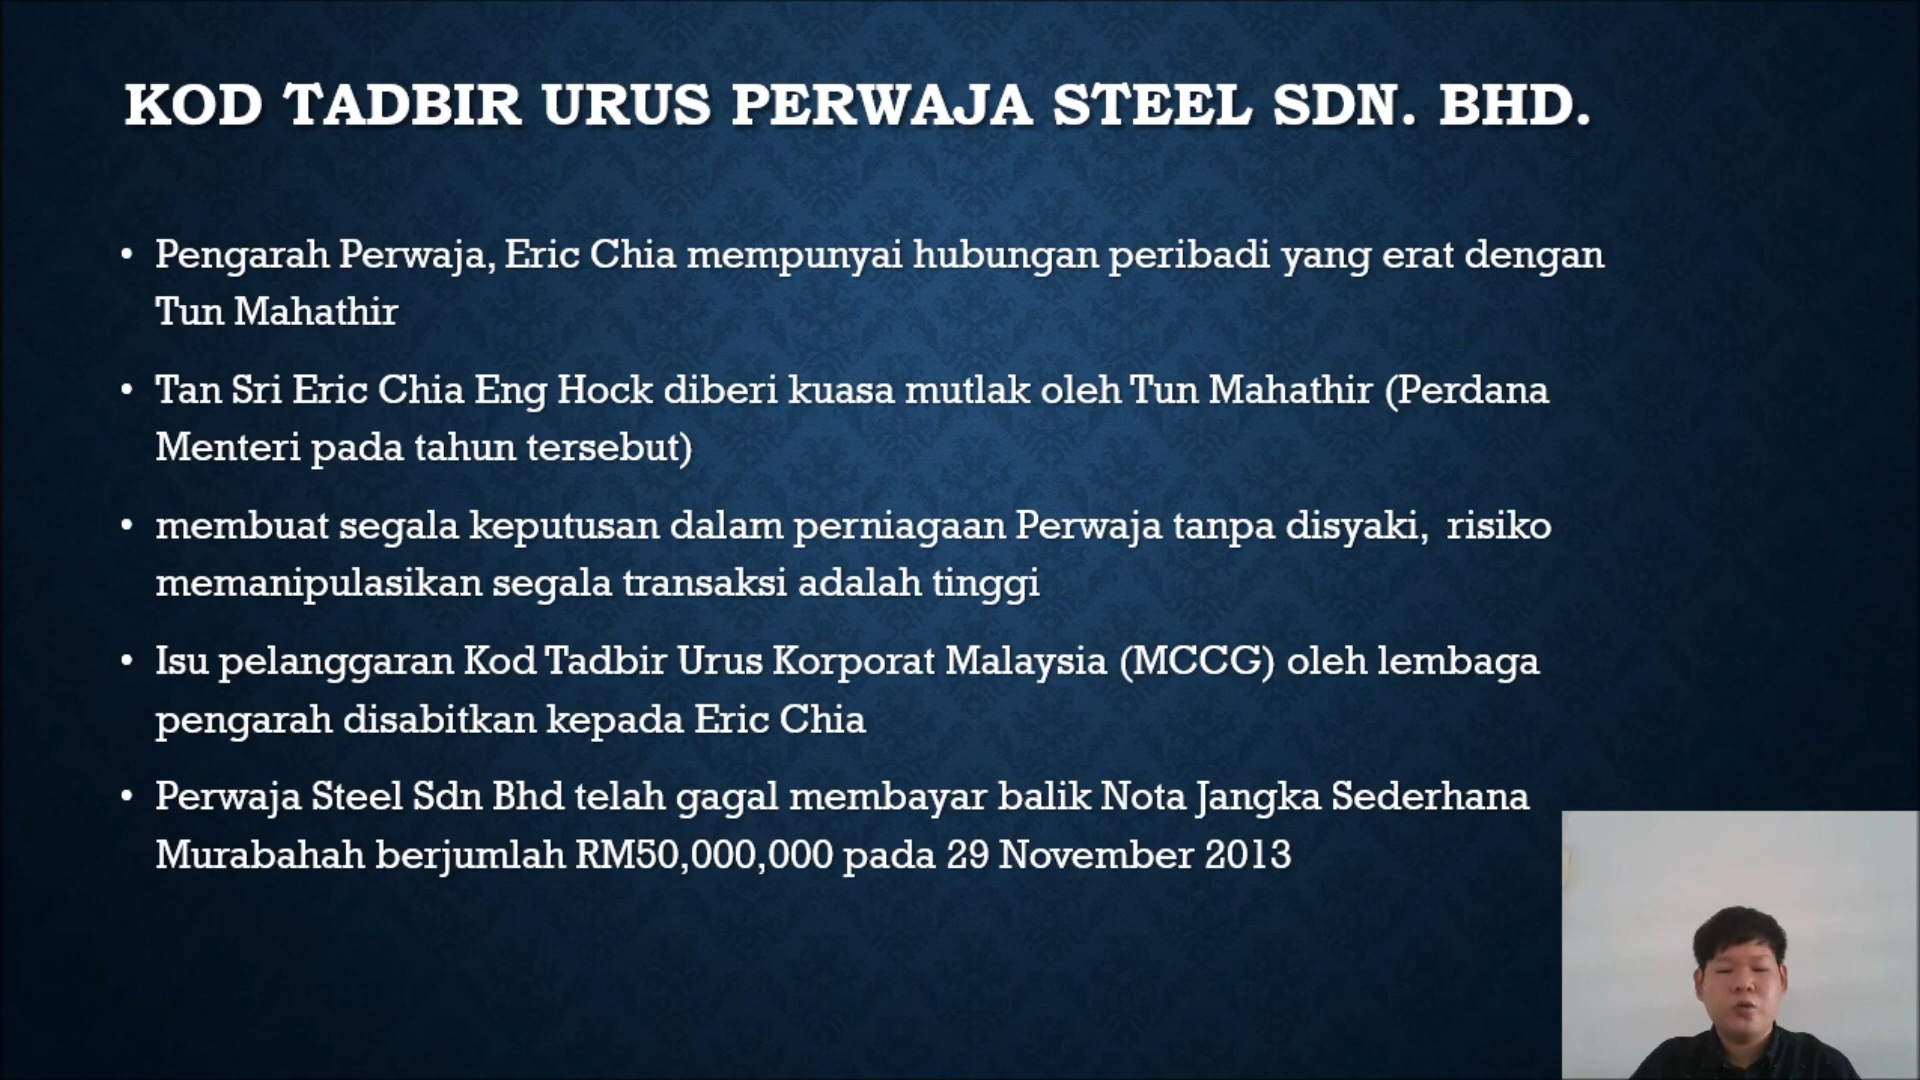 KOD TADBIR URUS PERWAJA STEEL SDN. BHD.
• Pengarah Perwaja, Eric Chia mempunyai hubungan peribadi yang erat dengan
Tun Mahathir
• Tan Sri Eric Chia Eng Hock diberi kuasa mutlak oleh Tun Mahathir (Perdana
Menteri pada tahun tersebut)
• membuat segala keputusan dalam perniagaan Perwaja tanpa disyaki,  risiko
memanipulasikan segala transaksi adalah tinggi
• Isu pelanggaran Kod Tadbir Urus Korporat Malaysia (MCCG) oleh lembaga
pengarah disabitkan kepada Eric Chia
• Perwaja Steel Sdn Bhd telah gagal membayar balik Nota Jangka Sederhana
Murabahah berjumlah RM50,000,000 pada 29 November 2013